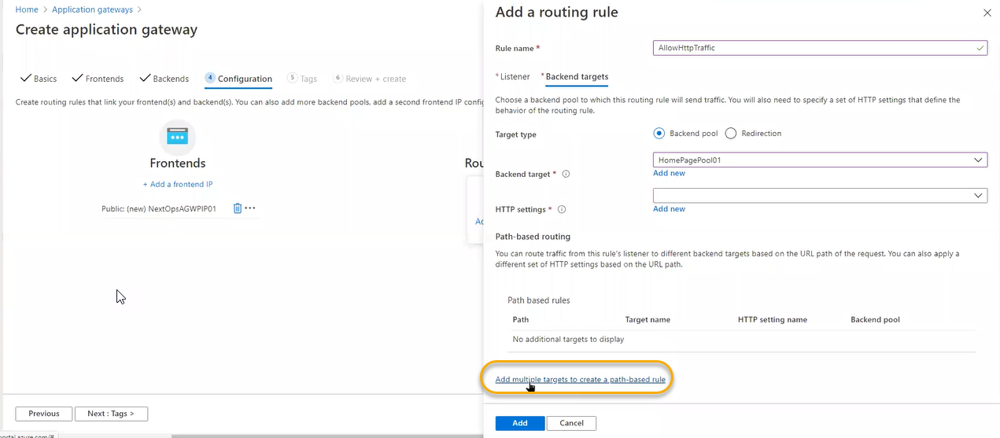 Home > Application gateways >
Create application gateway
Basics
Frontends
Backends
4 Configuration
5 Tags
6 Review + create
Create routing rules that link your frontend(s) and backend(s). You can also add more backend pools, add a second frontend IP config
Frontends
+ Add a frontend IP
Public: (new) NextOpsAGWPIP01
Rou
Previous
Next : Tags >
portal.azure.com/#
Add a routing rule
Rule name *
AllowHttpTraffic
* Listener
* Backend targets
Choose a backend pool to which this routing rule will send traffic. You will also need to specify a set of HTTP settings that define the
behavior of the routing rule.
Target type
Backend pool
Redirection
Backend target *
HomePagePool01
Add new
HTTP settings *
Add new
Path-based routing
You can route traffic from this rule's listener to different backend targets based on the URL path of the request. You can also apply a
different set of HTTP settings based on the URL path.
Path based rules
Path Target name HTTP setting name Backend pool
No additional targets to display
Add multiple targets to create a path-based rule
Add
Cancel